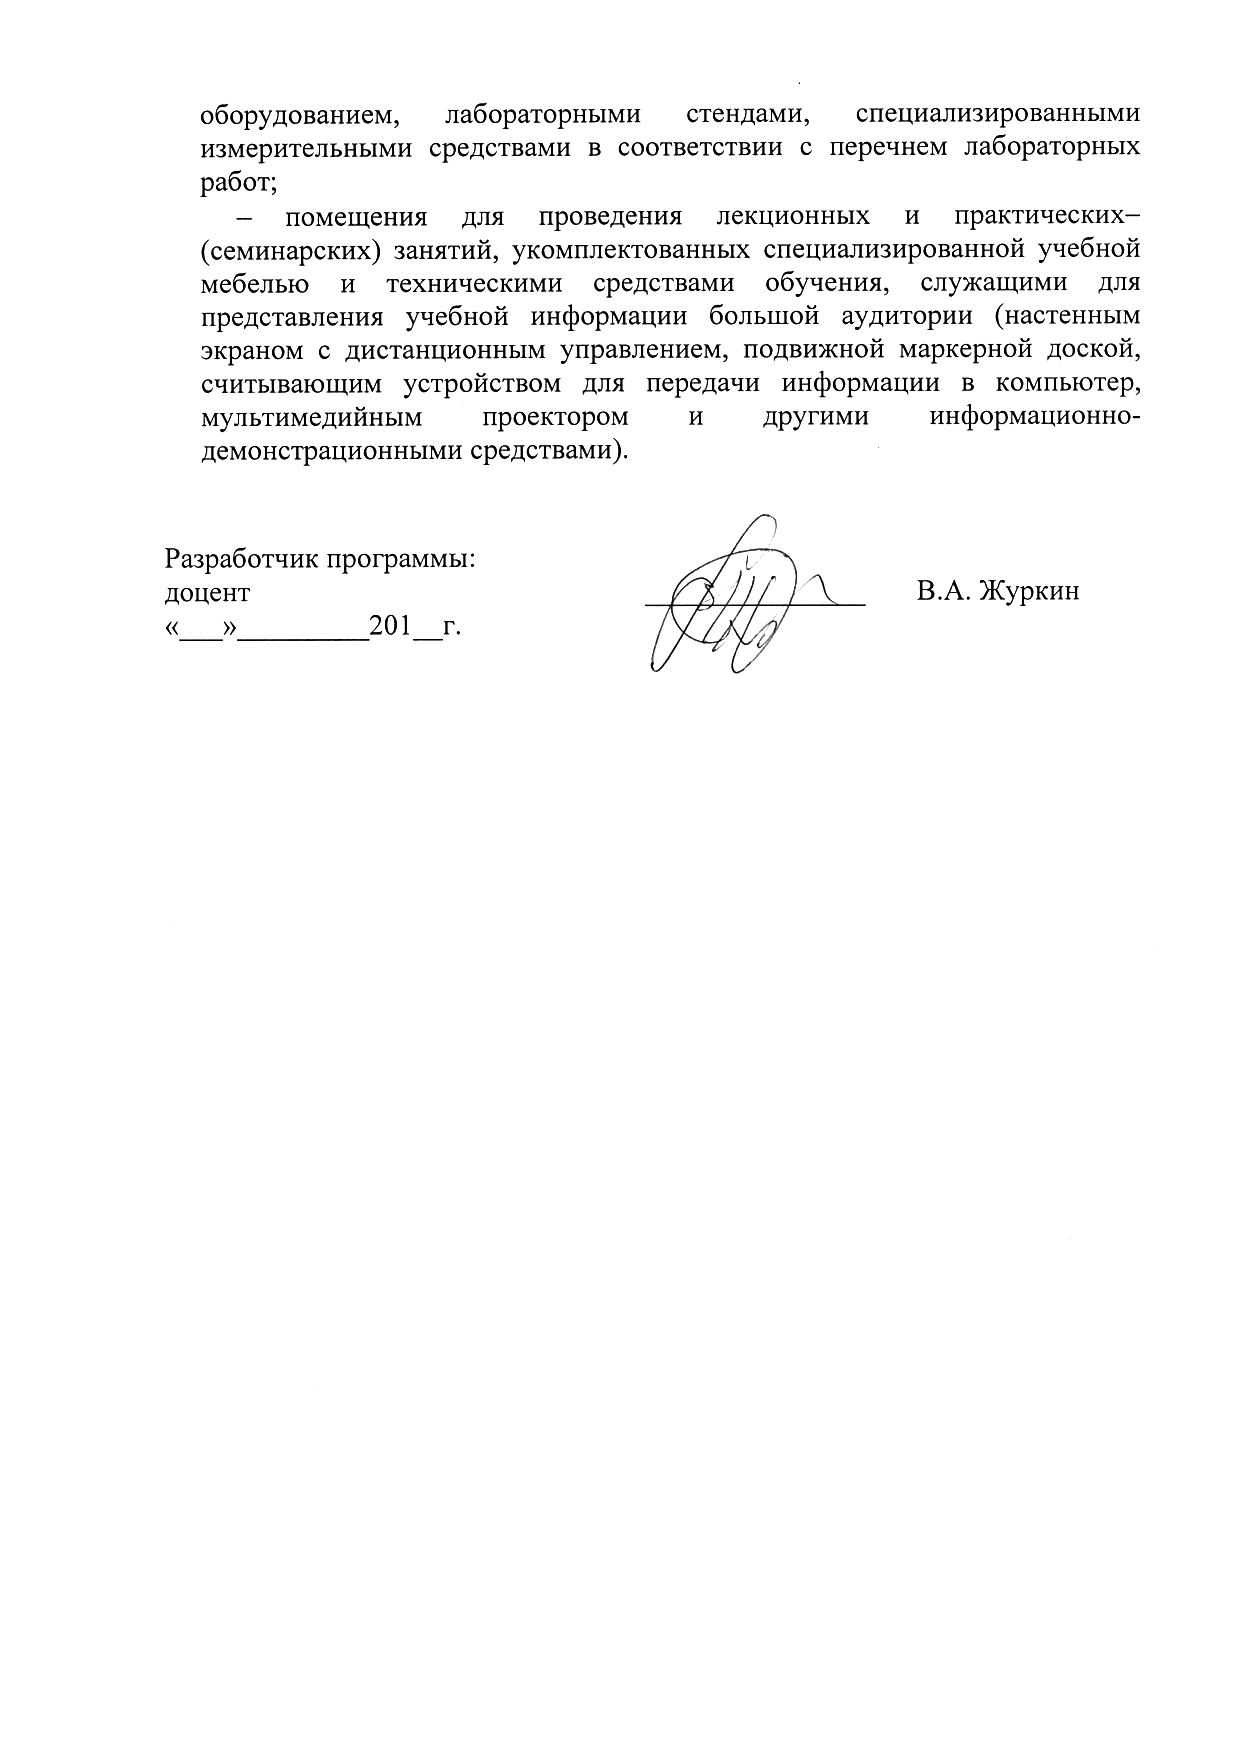 оборудованием, лабораторными стендами, специализированными
измерительными средствами в соответствии с перечнем лабораторных
работ;
– помещения для проведения лекционных и практических–
(семинарских) занятий, укомплектованных специализированной учебной
мебелью и техническими средствами обучения, служащими для
представления учебной информации большой аудитории (настенным
экраном с дистанционным управлением, подвижной маркерной доской,
считывающим устройством для передачи информации в компьютер,
мультимедийным проектором и другими информационно-
демонстрационными средствами).
Разработчик программы:
доцент В.А. Журкин
«___»___________201__г.